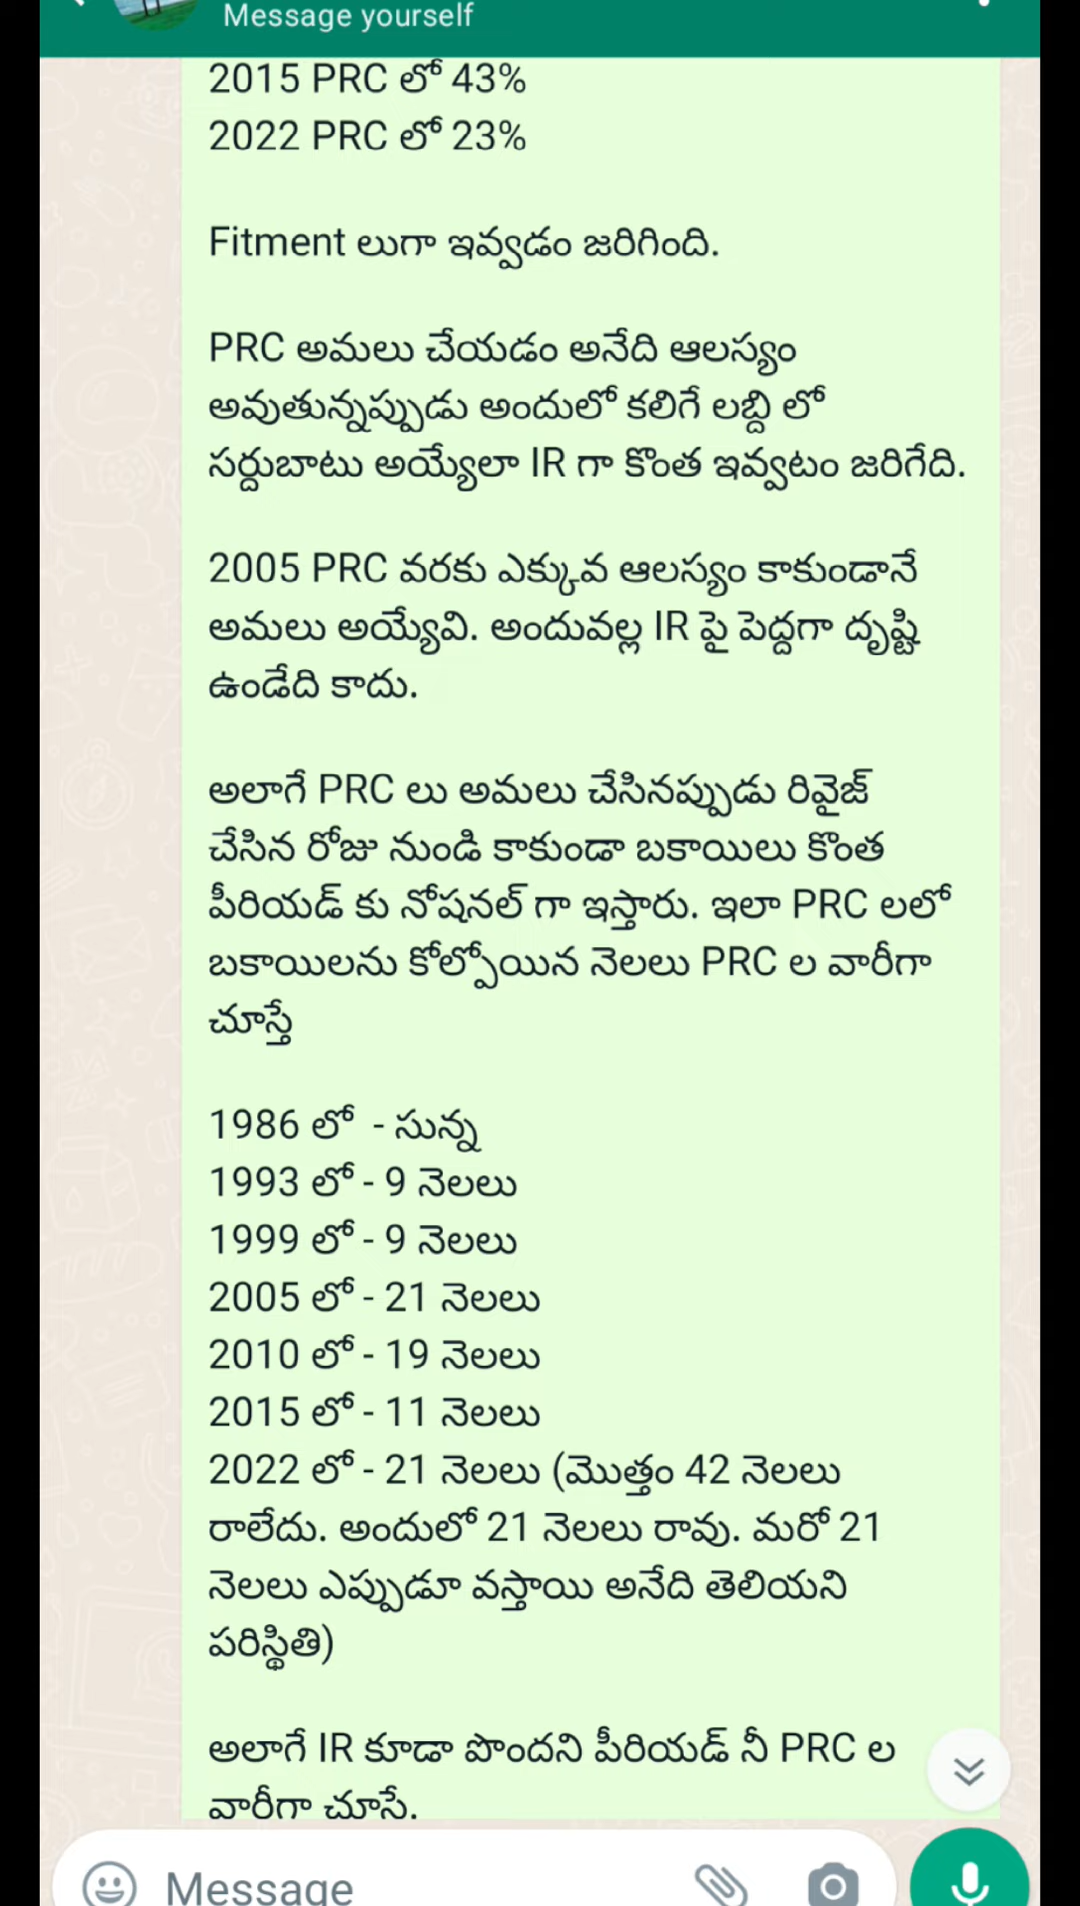 Message yourself
2015 PRC లో 43%
2022 PRC లో 23%
Fitment లుగా ఇవ్వడం జరిగింది.
PRC అమలు చేయడం అనేది ఆలస్యం
అవుతున్నప్పుడు అందులో కలిగే లబ్ది లో
సర్దుబాటు అయ్యేలా IR గా కొంత ఇవ్వటం జరిగేది.
2005 PRC వరకు ఎక్కువ ఆలస్యం కాకుండానే
అమలు అయ్యేవి. అందువల్ల IR పై పెద్దగా దృష్టి
ఉండేది కాదు.
అలాగే PRC లు అమలు చేసినప్పుడు రివైజ్
చేసిన రోజు నుండి కాకుండా బకాయిలు కొంత
పీరియడ్ కు నోషనల్ గా ఇస్తారు. ఇలా PRC లలో
బకాయిలను కోల్పోయిన నెలలు PRC ల వారీగా
చూస్తే
1986 లో - సున్న
1993 లో - 9 నెలలు
1999 లో - 9 నెలలు
2005 లో - 21 నెలలు
2010 లో - 19 నెలలు
2015 లో - 11 నెలలు
2022 లో - 21 నెలలు (మొత్తం 42 నెలలు
రాలేదు. అందులో 21 నెలలు రావు. మరో 21
నెలలు ఎప్పుడూ వస్తాయి అనేది తెలియని
పరిస్థితి)
అలాగే IR కూడా పొందని పీరియడ్ నీ PRC ల
వారీగా చూసే.
Message